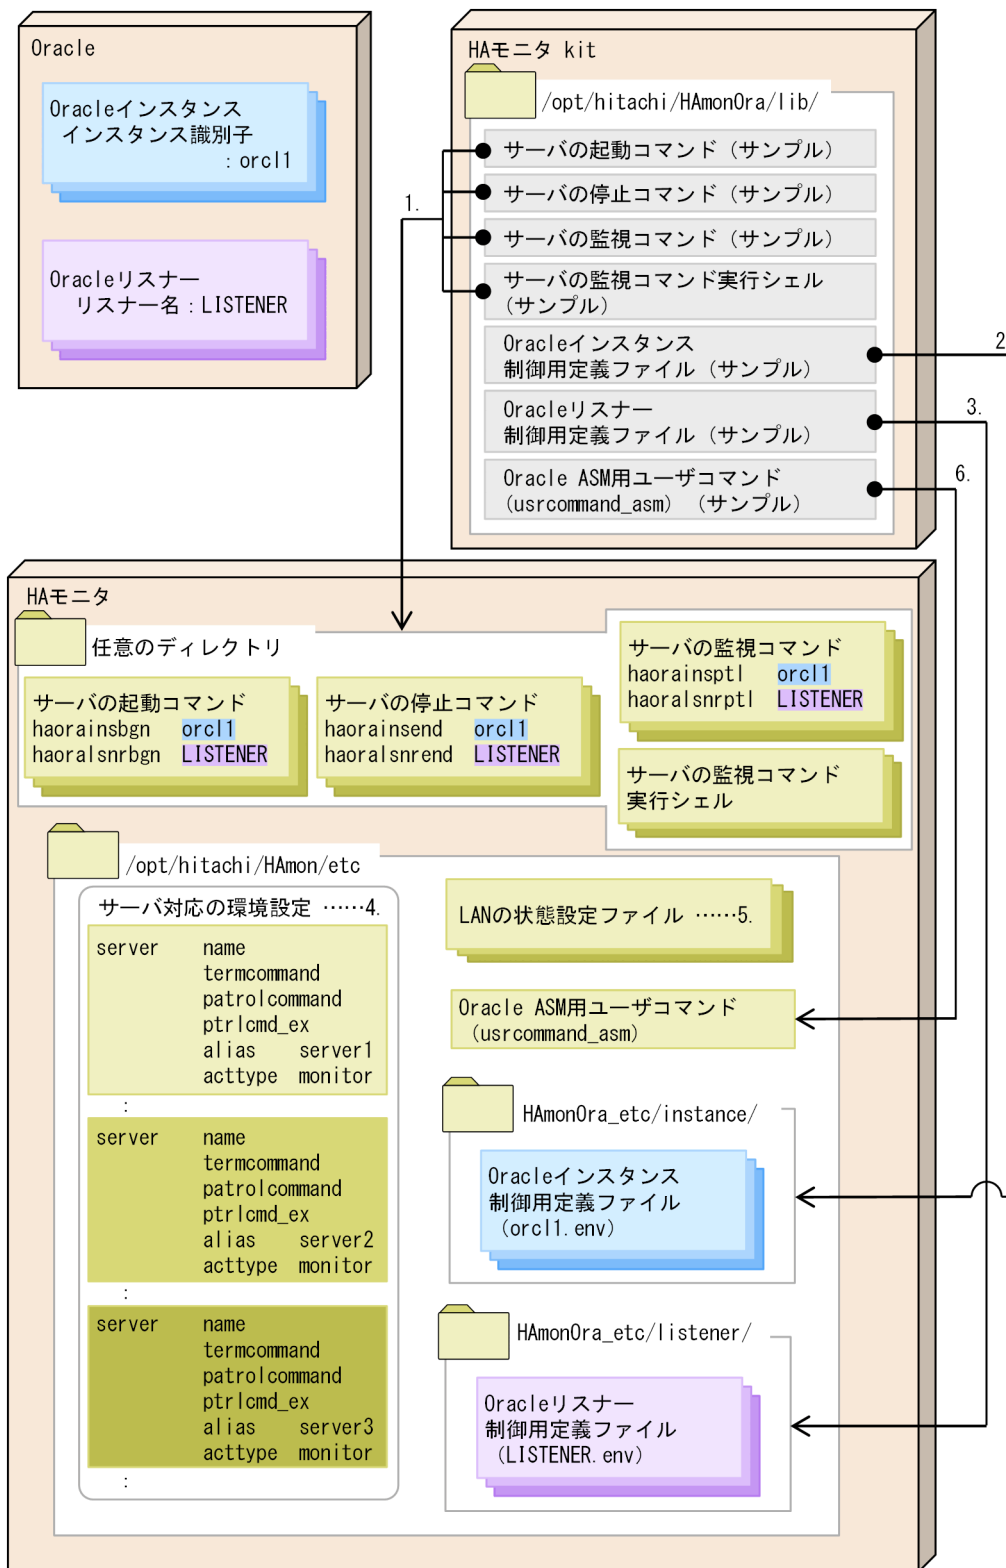 Oracle
Oracleインスタンス
インスタンス識別子
: orcl1
Oracleリスナー
リスナー名:LISTENER
HAモニタ kit
/opt/hitachi/HAmonOra/lib/
サーバの起動コマンド(サンプル)
サーバの停止コマンド(サンプル)
1.
サーバの監視コマンド(サンプル)
サーバの監視コマンド実行シェル
(サンプル)
Oracleインスタンス
制御用定義ファイル(サンプル)
2
Oracleリスナー
制御用定義ファイル(サンプル)
3.
Oracle ASM用ユーザコマンド
(usrcommand_asm) (サンプル)
6.
HAモニタ
任意のディレクトリ
サーバの起動コマンド
haorainsbgn orcl1
haoralsnrbgn LISTENER
サーバの停止コマンド
haorainsend orcl1
haoralsnrend LISTENER
サーバの監視コマンド
haorainsptl orcl1
haoralsnrptl LISTENER
サーバの監視コマンド
実行シェル
/opt/hitachi/HAmon/etc
サーバ対応の環境設定 ……4.
server name
termcommand
patrolcommand
ptrlcmd_ex
alias server1
acttype monitor
:
server name
termcommand
patrolcommand
ptrlcmd_ex
alias server2
acttype monitor
:
server name
termcommand
patrolcommand
ptrlcmd_ex
alias server3
acttype monitor
:
LANの状態設定ファイル ……5.
Oracle ASM用ユーザコマンド
(usrcommand_asm)
HAmonOra_etc/instance/
Oracleインスタンス
制御用定義ファイル
(orcl1.env)
HAmonOra_etc/listener/
Oracleリスナー
制御用定義ファイル
(LISTENER.env)